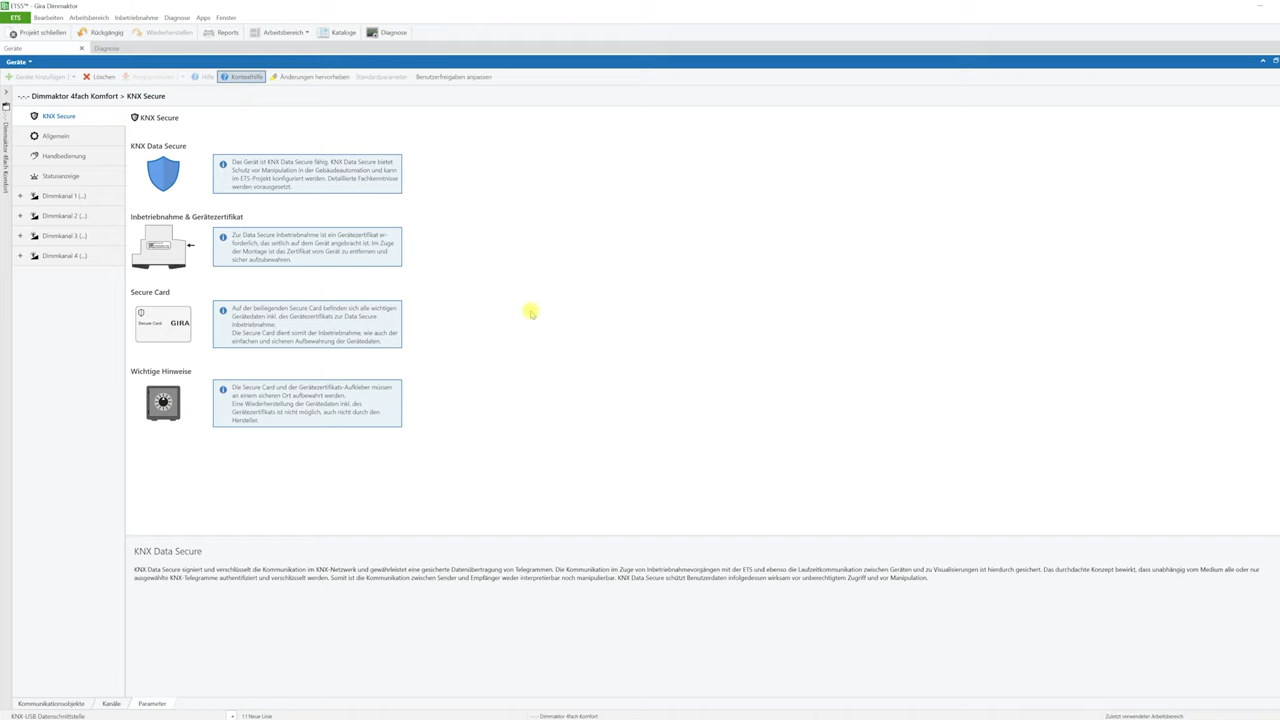 ETS5™ - Gira Dimmaktor
ETS Bearbeiten Arbeitsbereich Inbetriebnahme Diagnose Apps Fenster
Projekt schließen Rückgängig Wiederherstellen Reports Arbeitsbereich Kataloge Diagnose
Geräte Diagnose
Geräte
Geräte hinzufügen Löschen Programmieren Hilfe Kontexthilfe Änderungen hervorheben Standardparameter Benutzerfreigaben anpassen
-.-.- Dimmaktor 4fach Komfort > KNX Secure
Dimmaktor 4fach Komfort
KNX Secure
Allgemein
Handbedienung
Statusanzeige
Dimmkanal 1 (...)
Dimmkanal 2 (...)
Dimmkanal 3 (...)
Dimmkanal 4 (...)
KNX Secure
KNX Data Secure
Das Gerät ist KNX Data Secure fähig. KNX Data Secure bietet
Schutz vor Manipulation in der Gebäudeautomation und kann
im ETS-Projekt konfiguriert werden. Detaillierte Fachkenntnisse
werden vorausgesetzt.
Inbetriebnahme & Gerätezertifikat
Zur Data Secure Inbetriebnahme ist ein Gerätezertifikat er-
forderlich, das seitlich auf dem Gerät angebracht ist. Im Zuge
der Montage ist das Zertifikat vom Gerät zu entfernen und
sicher aufzubewahren.
Secure Card
Secure Card GIRA
Auf der beiliegenden Secure Card befinden sich alle wichtigen
Gerätedaten inkl. des Gerätezertifikats zur Data Secure
Inbetriebnahme.
Die Secure Card dient somit der Inbetriebnahme, wie auch der
einfachen und sicheren Aufbewahrung der Gerätedaten.
Wichtige Hinweise
Die Secure Card und der Gerätezertifikats-Aufkleber müssen
an einem sicheren Ort aufbewahrt werden.
Eine Wiederherstellung der Gerätedaten inkl. des
Gerätezertifikats ist nicht möglich, auch nicht durch den
Hersteller.
KNX Data Secure
KNX Data Secure signiert und verschlüsselt die Kommunikation im KNX-Netzwerk und gewährleistet eine gesicherte Datenübertragung von Telegrammen. Die Kommunikation im Zuge von Inbetriebnahmevorgängen mit der ETS und ebenso die Laufzeitkommunikation zwischen Geräten und zu Visualisierungen ist hierdurch gesichert. Das durchdachte Konzept bewirkt, dass unabhängig vom Medium alle oder nur
ausgewählte KNX-Telegramme authentifiziert und verschlüsselt werden. Somit ist die Kommunikation zwischen Sender und Empfänger weder interpretierbar noch manipulierbar. KNX Data Secure schützt Benutzerdaten infolgedessen wirksam vor unberechtigtem Zugriff und vor Manipulation.
Kommunikationsobjekte Kanäle Parameter
KNX-USB Datenschnittstelle 1.1 Neue Linie -.-.- Dimmaktor 4fach Komfort Zuletzt verwendeter Arbeitsbereich